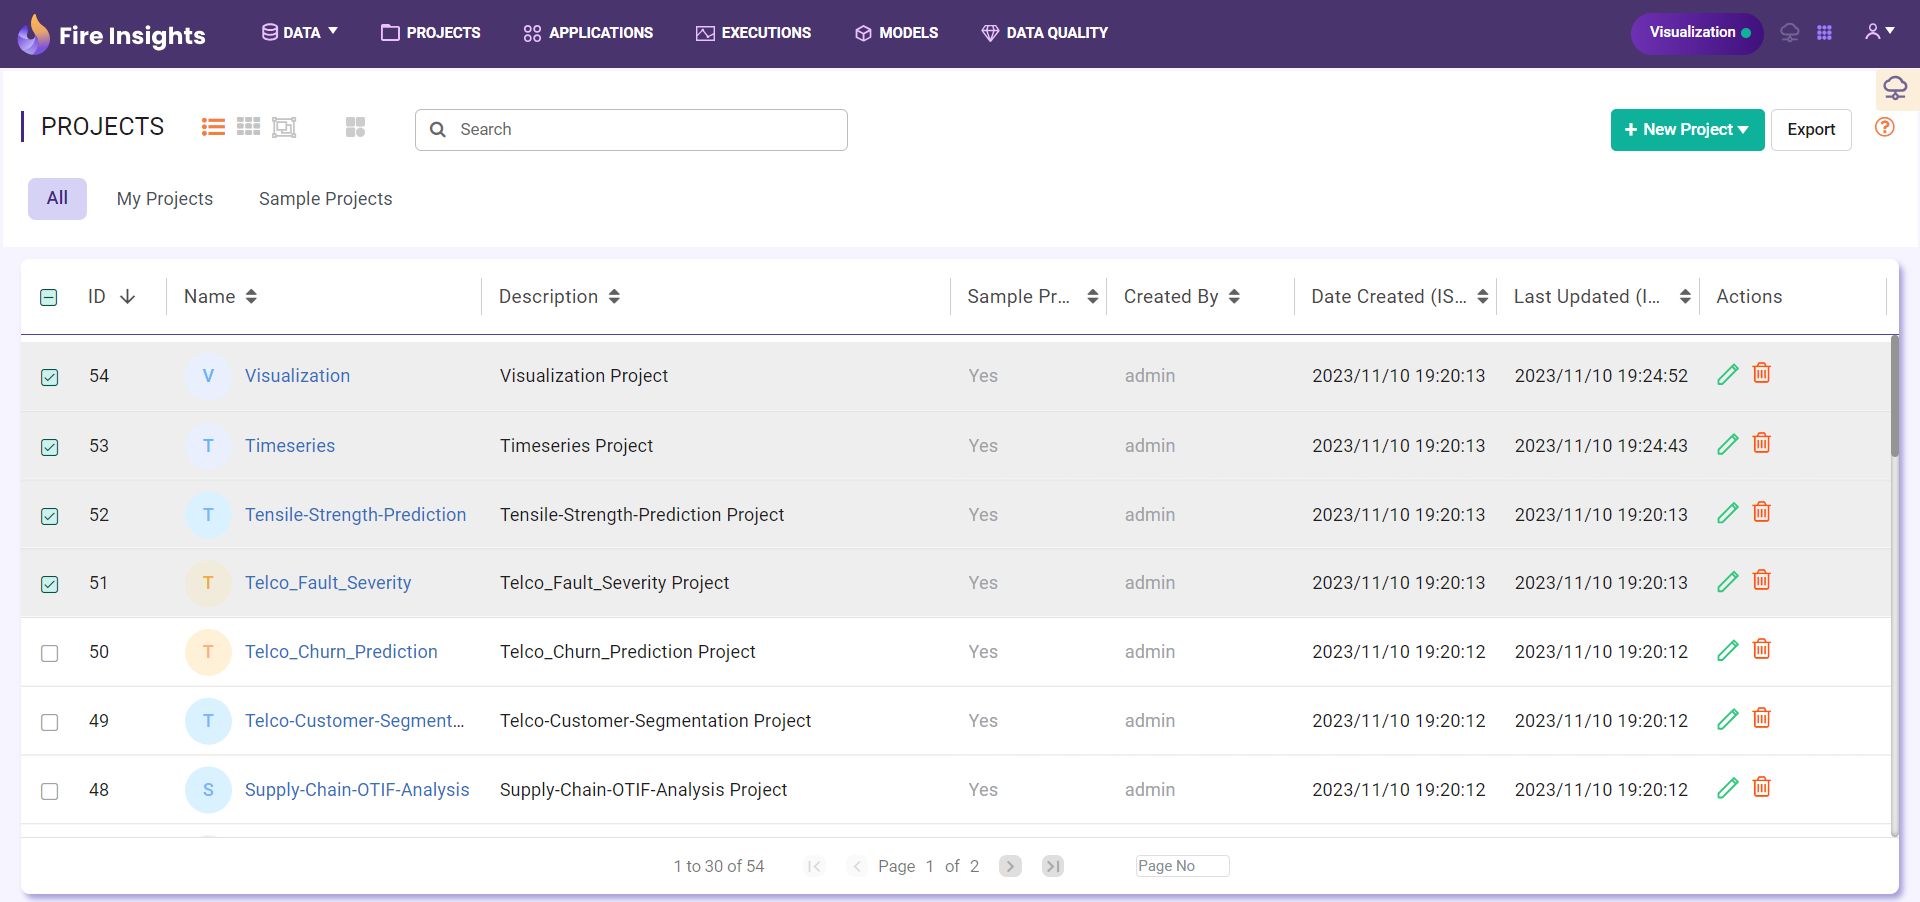 Fire Insights DATA PROJECTS APPLICATIONS EXECUTIONS MODELS DATA QUALITY Visualization
PROJECTS Search + New Project Export
All My Projects Sample Projects
ID Name Description Sample Pr... Created By Date Created (IS... Last Updated (I... Actions
54 V Visualization Visualization Project Yes admin 2023/11/10 19:20:13 2023/11/10 19:24:52
53 T Timeseries Timeseries Project Yes admin 2023/11/10 19:20:13 2023/11/10 19:24:43
52 T Tensile-Strength-Prediction Tensile-Strength-Prediction Project Yes admin 2023/11/10 19:20:13 2023/11/10 19:20:13
51 T Telco_Fault_Severity Telco_Fault_Severity Project Yes admin 2023/11/10 19:20:13 2023/11/10 19:20:13
50 T Telco_Churn_Prediction Telco_Churn_Prediction Project Yes admin 2023/11/10 19:20:12 2023/11/10 19:20:12
49 T Telco-Customer-Segment... Telco-Customer-Segmentation Project Yes admin 2023/11/10 19:20:12 2023/11/10 19:20:12
48 S Supply-Chain-OTIF-Analysis Supply-Chain-OTIF-Analysis Project Yes admin 2023/11/10 19:20:12 2023/11/10 19:20:12
1 to 30 of 54 Page 1 of 2 Page No